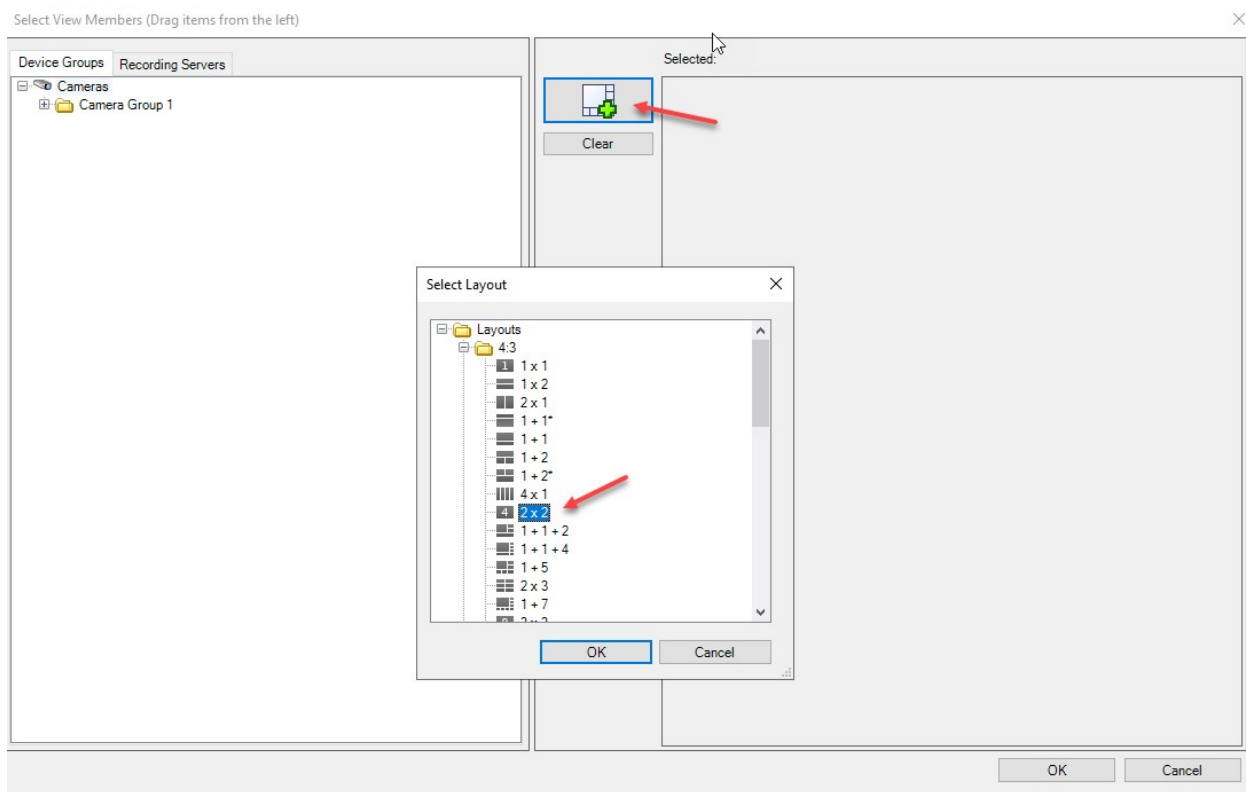 Select View Members (Drag items from the left)
Device Groups
Recording Servers
Cameras
Camera Group 1
Selected:
Clear
Select Layout
Layouts
4:3
1 1 x 1
1 x 2
2 x 1
1 + 1*
1 + 1
1 + 2
1 + 2*
4 x 1
4 2 x 2
1 + 1 + 2
1 + 1 + 4
1 + 5
2 x 3
1 + 7
OK
Cancel
OK
Cancel